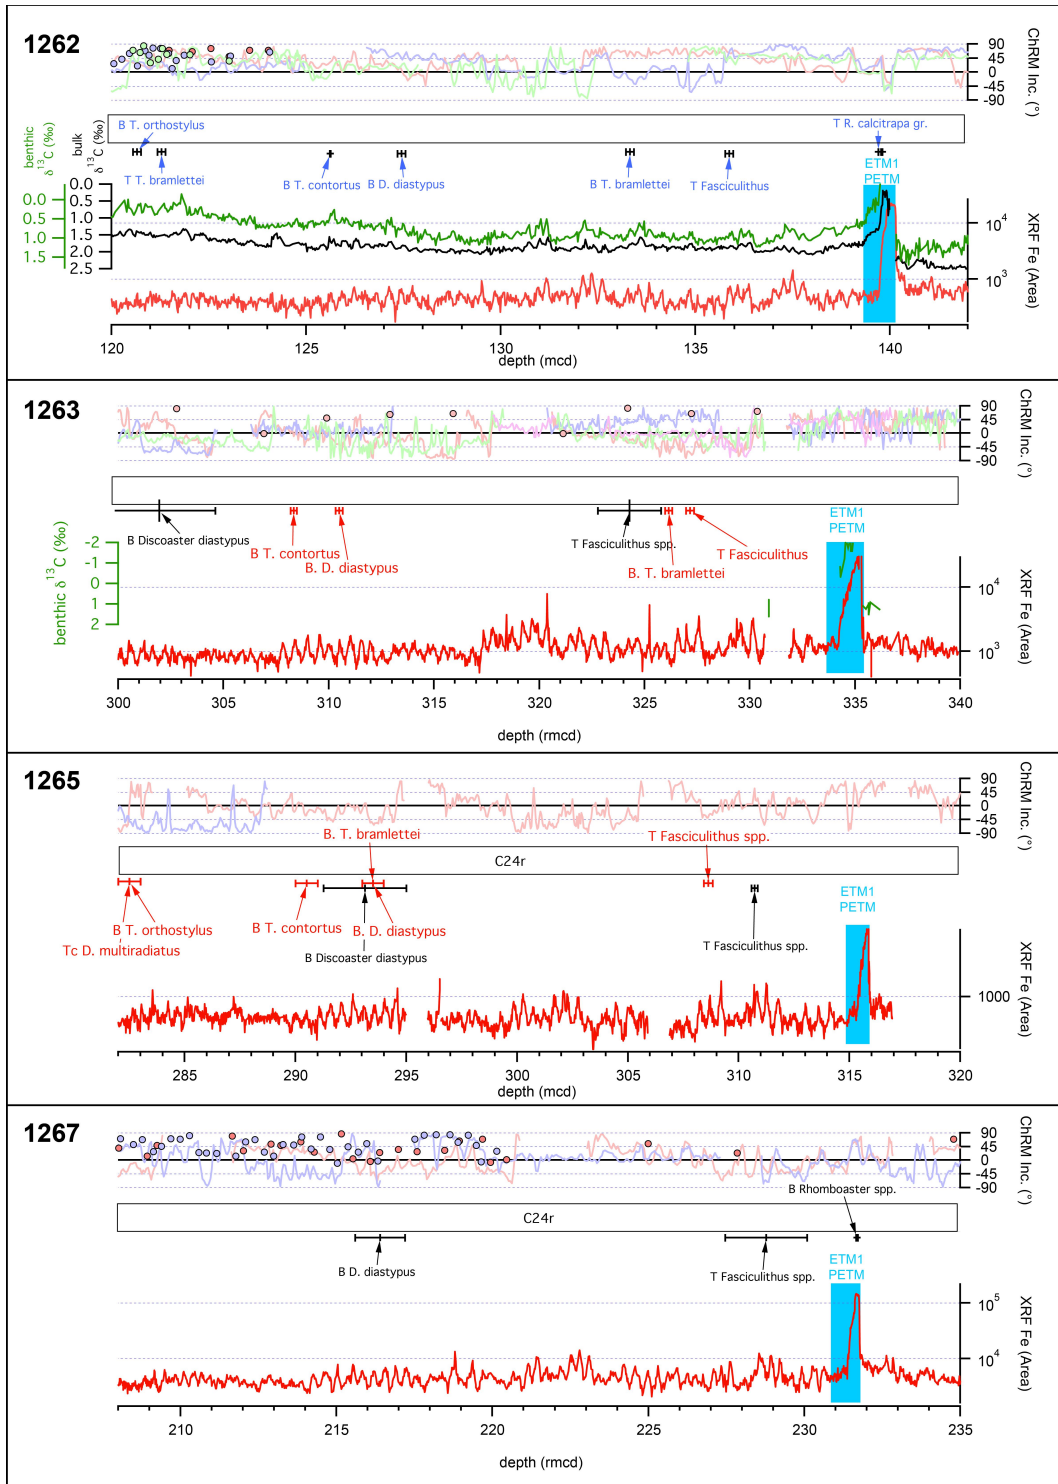 1262
90
45
0
-45
-90
ChRM Inc. (°)
B T. orthostylus
T R. calcitrapa gr.
T T. bramlettei
B T. contortus
B D. diastypus
B T. bramlettei
T Fasciculithus
ETM1
PETM
benthic
δ13C (‰)
bulk
δ13C (‰)
0.0
0.5
1.0
1.5
0.0
0.5
1.0
1.5
2.0
2.5
10^4
10^3
XRF Fe (Area)
120
125
130
135
140
depth (mcd)
1263
90
45
0
-45
-90
ChRM Inc. (°)
B Discoaster diastypus
B T. contortus
B. D. diastypus
T Fasciculithus spp.
B. T. bramlettei
T Fasciculithus
ETM1
PETM
benthic δ13C (‰)
-2
-1
0
1
2
10^4
10^3
XRF Fe (Area)
300
305
310
315
320
325
330
335
340
depth (rmcd)
1265
90
45
0
-45
-90
ChRM Inc. (°)
B. T. bramlettei
T Fasciculithus spp.
C24r
B T. orthostylus
Tc D. multiradiatus
B T. contortus
B. D. diastypus
B Discoaster diastypus
T Fasciculithus spp.
ETM1
PETM
1000
XRF Fe (Area)
285
290
295
300
305
310
315
320
depth (mcd)
1267
90
45
0
-45
-90
ChRM Inc. (°)
B Rhomboaster spp.
C24r
B D. diastypus
T Fasciculithus spp.
ETM1
PETM
10^5
10^4
XRF Fe (Area)
210
215
220
225
230
235
depth (rmcd)